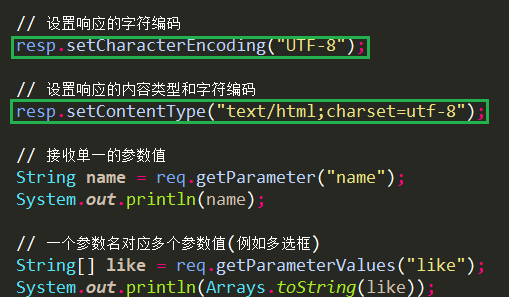 // 设置响应的字符编码
resp.setCharacterEncoding("UTF-8");
// 设置响应的内容类型和字符编码
resp.setContentType("text/html;charset=utf-8");
// 接收单一的参数值
String name = req.getParameter("name");
System.out.println(name);
// 一个参数名对应多个参数值(例如多选框)
String[] like = req.getParameterValues("like");
System.out.println(Arrays.toString(like));